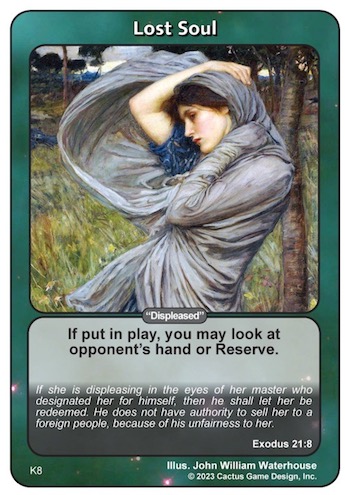 Lost Soul
"Displeased"
If put in play, you may look at
opponent's hand or Reserve.
If she is displeasing in the eyes of her master who
designated her for himself, then he shall let her
be redeemed. He does not have authority to sell her to a
foreign people, because of his unfairness to her.
Exodus 21:8
Illus. John William Waterhouse
K8
© 2023 Cactus Game Design, Inc.